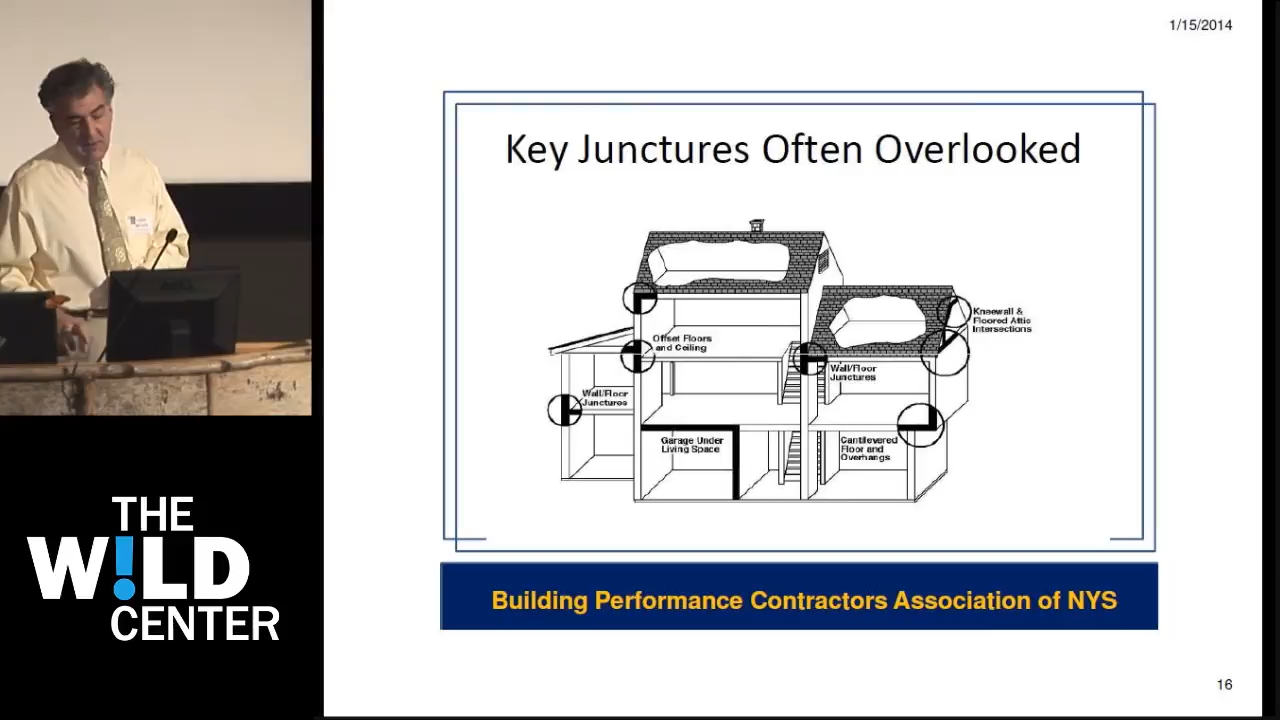 1/15/2014
Key Junctures Often Overlooked
Kneewall &
Floored Attic
Intersections
Offset Floors
and Ceiling
Wall/Floor
Junctures
Wall/Floor
Junctures
Garage Under
Living Space
Cantilevered
Floor and
Overhangs
THE
W!LD
CENTER
Building Performance Contractors Association of NYS
16